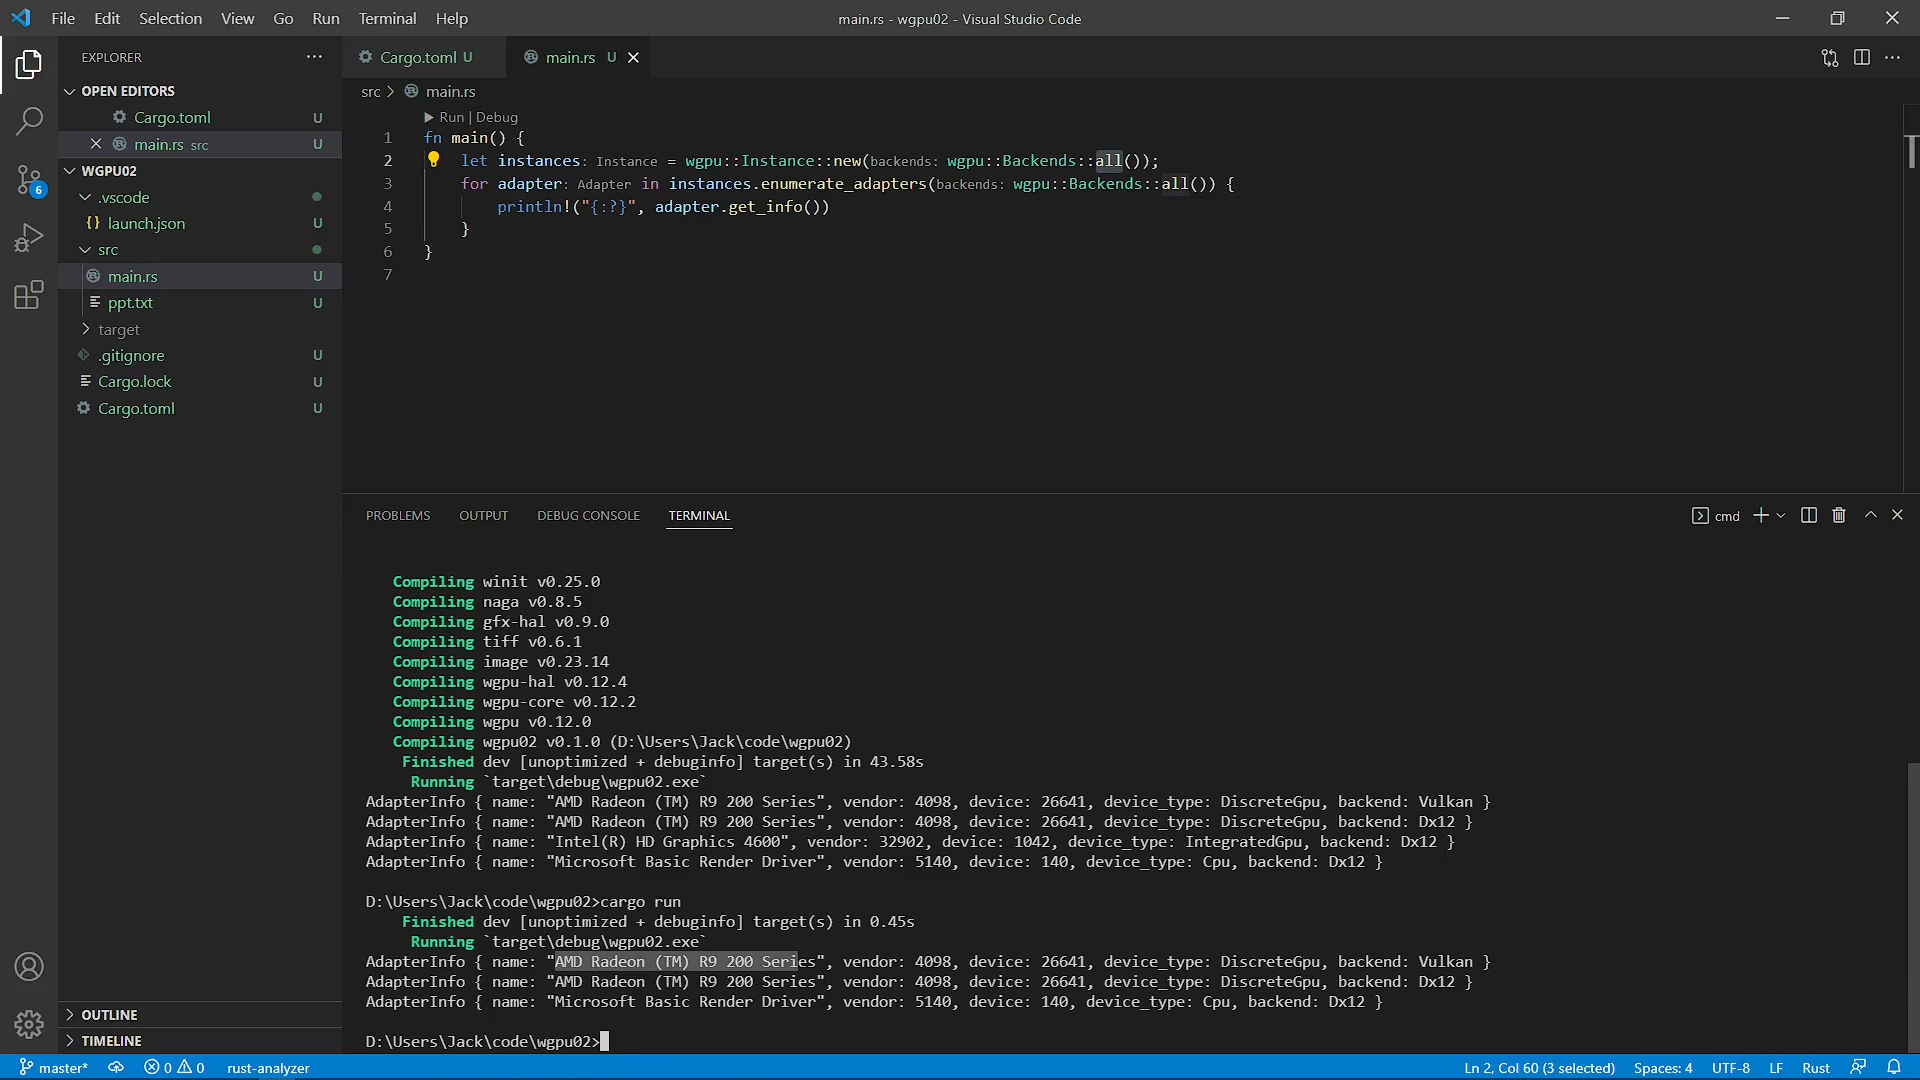 File Edit Selection View Go Run Terminal Help
main.rs - wgpu02 - Visual Studio Code
EXPLORER
OPEN EDITORS
Cargo.toml U
main.rs src U
WGPU02
.vscode
launch.json U
src
main.rs U
ppt.txt U
target
.gitignore U
Cargo.lock U
Cargo.toml U
OUTLINE
TIMELINE
6
Cargo.toml U
main.rs U
src > main.rs
Run | Debug
1 fn main() {
2 let instances: Instance = wgpu::Instance::new(backends: wgpu::Backends::all());
3 for adapter: Adapter in instances.enumerate_adapters(backends: wgpu::Backends::all()) {
4 println!("{:?}", adapter.get_info())
5 }
6 }
7
PROBLEMS OUTPUT DEBUG CONSOLE TERMINAL
cmd
Compiling winit v0.25.0
Compiling naga v0.8.5
Compiling gfx-hal v0.9.0
Compiling tiff v0.6.1
Compiling image v0.23.14
Compiling wgpu-hal v0.12.4
Compiling wgpu-core v0.12.2
Compiling wgpu v0.12.0
Compiling wgpu02 v0.1.0 (D:\Users\Jack\code\wgpu02)
Finished dev [unoptimized + debuginfo] target(s) in 43.58s
Running `target\debug\wgpu02.exe`
AdapterInfo { name: "AMD Radeon (TM) R9 200 Series", vendor: 4098, device: 26641, device_type: DiscreteGpu, backend: Vulkan }
AdapterInfo { name: "AMD Radeon (TM) R9 200 Series", vendor: 4098, device: 26641, device_type: DiscreteGpu, backend: Dx12 }
AdapterInfo { name: "Intel(R) HD Graphics 4600", vendor: 32902, device: 1042, device_type: IntegratedGpu, backend: Dx12 }
AdapterInfo { name: "Microsoft Basic Render Driver", vendor: 5140, device: 140, device_type: Cpu, backend: Dx12 }
D:\Users\Jack\code\wgpu02>cargo run
Finished dev [unoptimized + debuginfo] target(s) in 0.45s
Running `target\debug\wgpu02.exe`
AdapterInfo { name: "AMD Radeon (TM) R9 200 Series", vendor: 4098, device: 26641, device_type: DiscreteGpu, backend: Vulkan }
AdapterInfo { name: "AMD Radeon (TM) R9 200 Series", vendor: 4098, device: 26641, device_type: DiscreteGpu, backend: Dx12 }
AdapterInfo { name: "Microsoft Basic Render Driver", vendor: 5140, device: 140, device_type: Cpu, backend: Dx12 }
D:\Users\Jack\code\wgpu02>
master* 0 0 rust-analyzer
Ln 2, Col 60 (3 selected) Spaces: 4 UTF-8 LF Rust